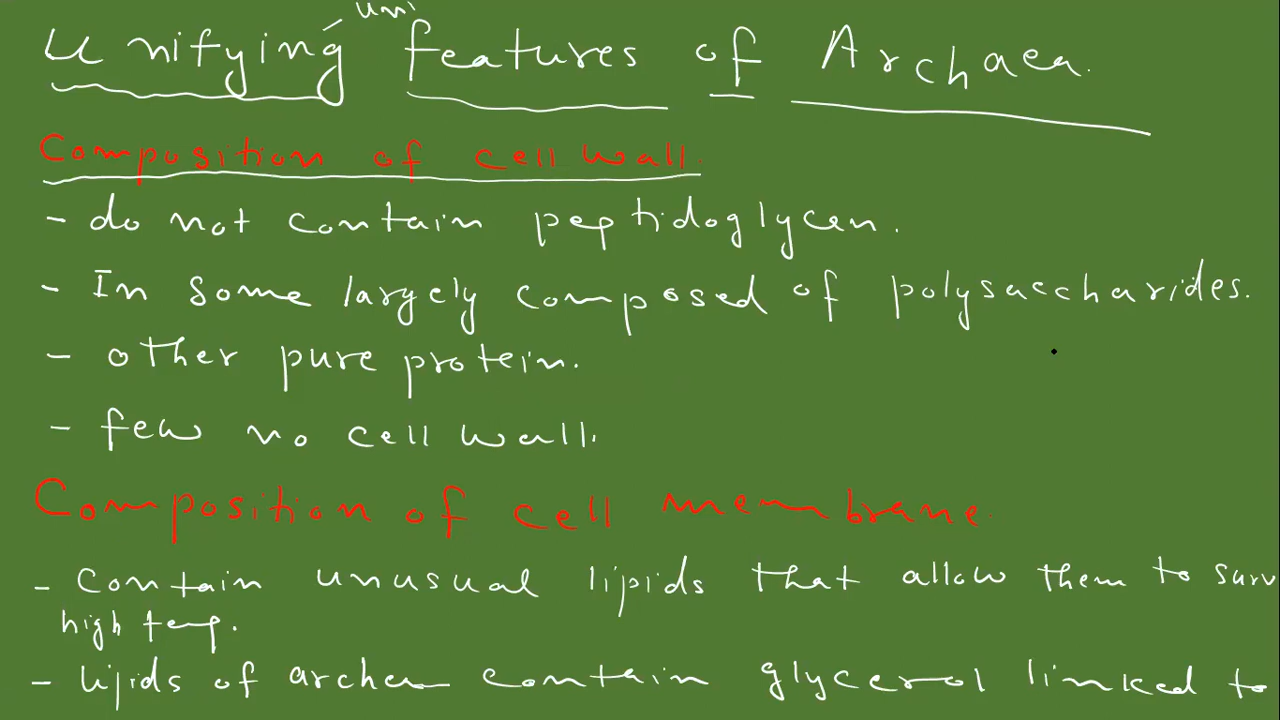 uni
Unifying features of Archaea.
Composition of cell wall.
- do not contain peptidoglycan.
- In some largely composed of polysaccharides.
- other pure protein.
- few no cell wall.
Composition of cell membrane.
- Contain unusual lipids that allow them to surv
high temp.
- lipids of archea contain glycerol linked to